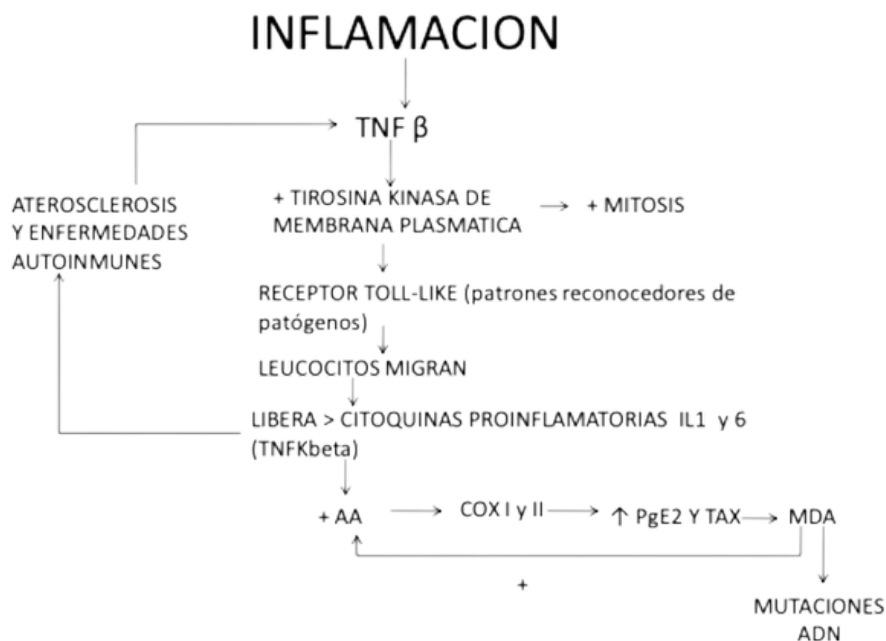 INFLAMACION
TNF β
+ TIROSINA KINASA DE
MEMBRANA PLASMATICA
+ MITOSIS
ATEROSCLEROSIS
Y ENFERMEDADES
AUTOINMUNES
RECEPTOR TOLL-LIKE (patrones reconocedores de
patógenos)
LEUCOCITOS MIGRAN
LIBERA > CITOQUINAS PROINFLAMATORIAS IL1 y 6
(TNFKbeta)
+ AA
COX I y II
↑ PgE2 Y TAX
MDA
+
MUTACIONES
ADN